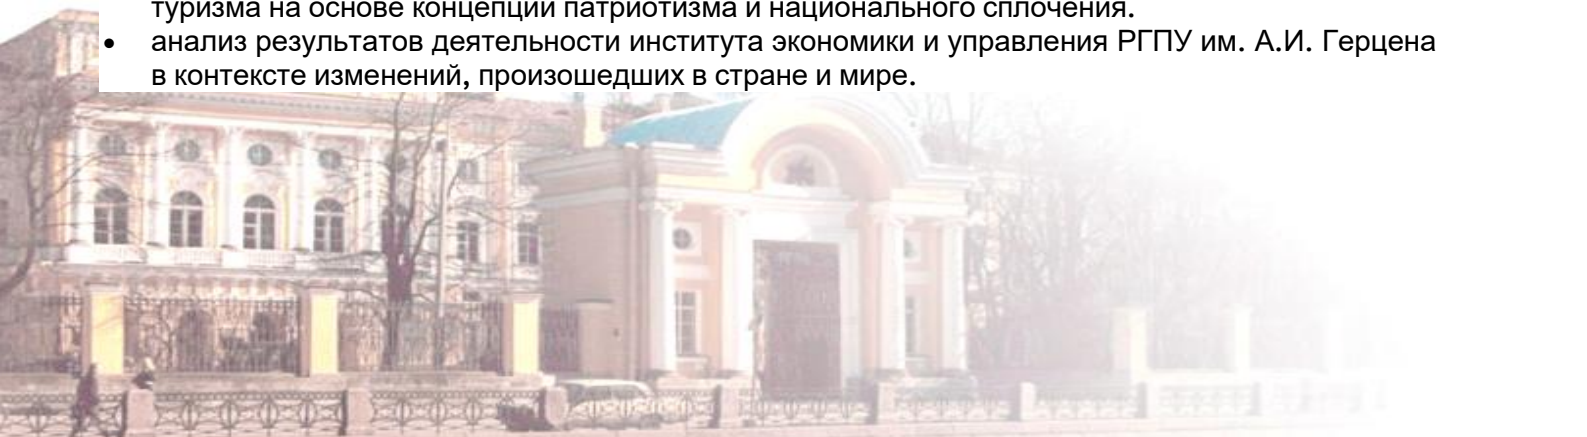 туризма на основе концепции патриотизма и национального сплочения.
• анализ результатов деятельности института экономики и управления РГПУ им. А.И. Герцена
в контексте изменений, произошедших в стране и мире.